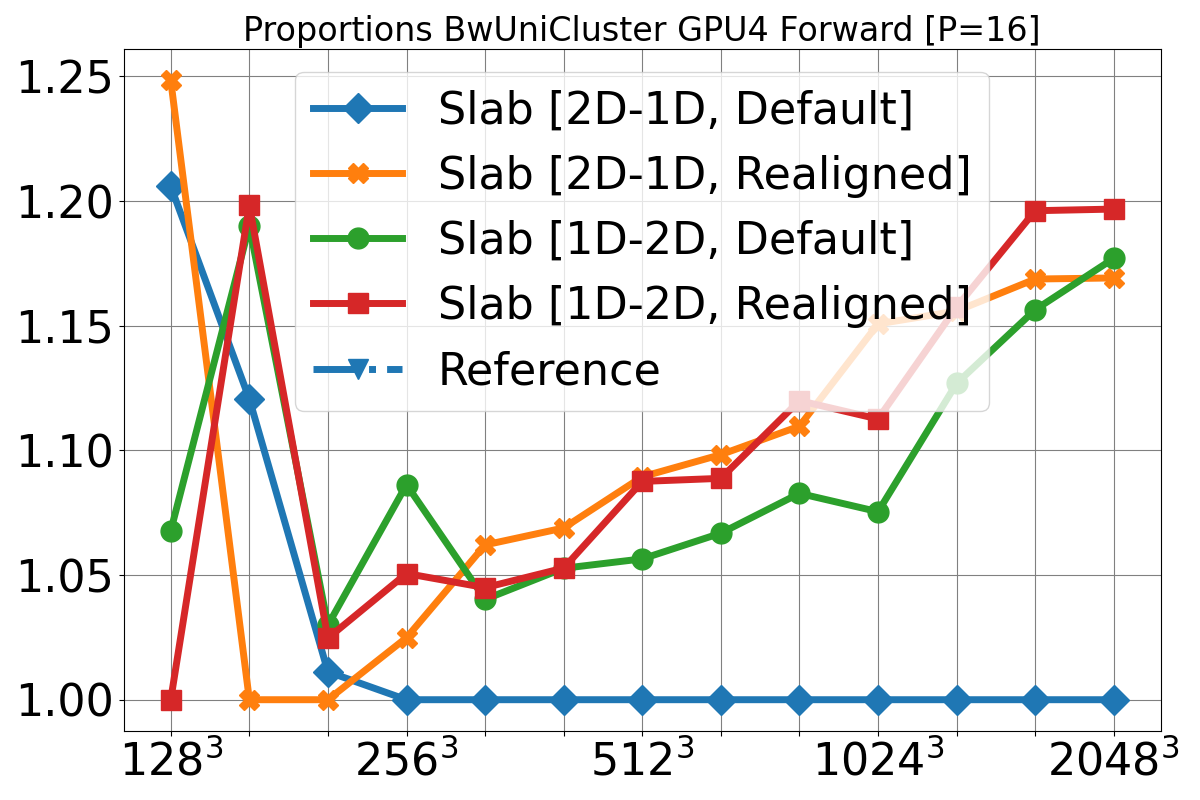 Proportions BwUniCluster GPU4 Forward [P=16]
1.25
1.20
1.15
1.10
1.05
1.00
Slab [2D-1D, Default]
Slab [2D-1D, Realigned]
Slab [1D-2D, Default]
Slab [1D-2D, Realigned]
Reference
128³ 256³ 512³ 1024³ 2048³